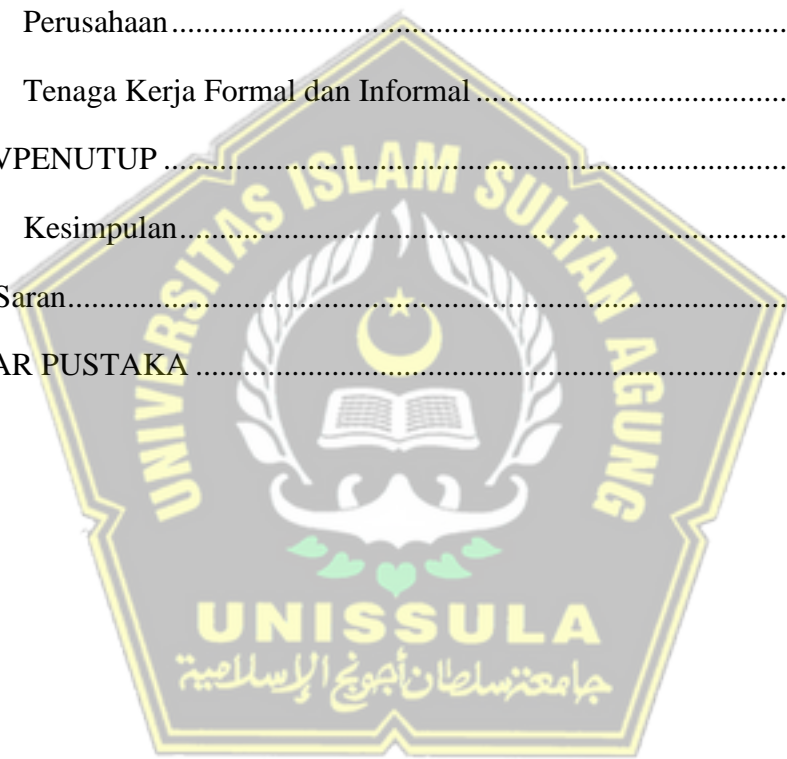 Perusahaan
Tenaga Kerja Formal dan Informal
VPENUTUP
Kesimpulan
Saran
AR PUSTAKA
UNIVERSITAS ISLAM SULTAN AGUNG
UNISSULA
جامعة سلطان أجونج الإسلامية